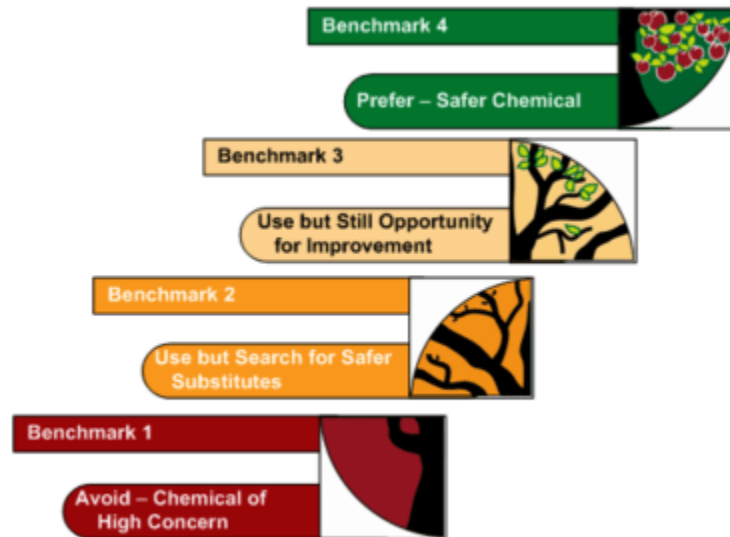 Benchmark 4
Prefer – Safer Chemical
Benchmark 3
Use but Still Opportunity
for Improvement
Benchmark 2
Use but Search for Safer
Substitutes
Benchmark 1
Avoid – Chemical of
High Concern